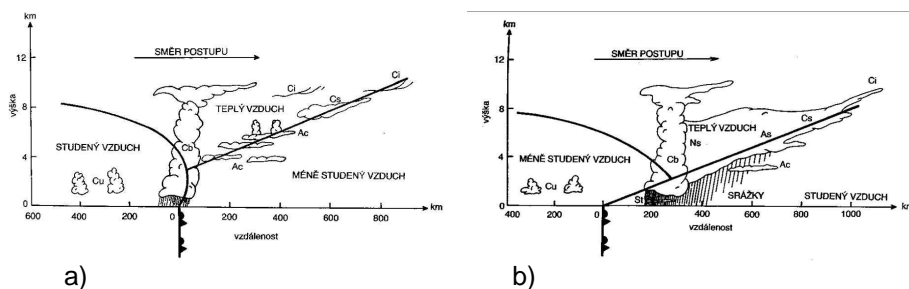 km
12
8
4
0
výška
SMĚR POSTUPU
Ci
Ci
Cs
TEPLÝ VZDUCH
Ac
Cb
Ac
STUDENÝ VZDUCH
MÉNĚ STUDENÝ VZDUCH
Cu
600 400 200 0 200 400 600 800 km
vzdálenost
a)
km
12
8
4
0
výška
SMĚR POSTUPU
Ci
Cs
TEPLÝ VZDUCH
As
Ns
Cb
Ac
MÉNĚ STUDENÝ VZDUCH
Cu
St
SRÁŽKY
STUDENÝ VZDUCH
400 200 0 200 400 600 800 1000 km
vzdálenost
b)